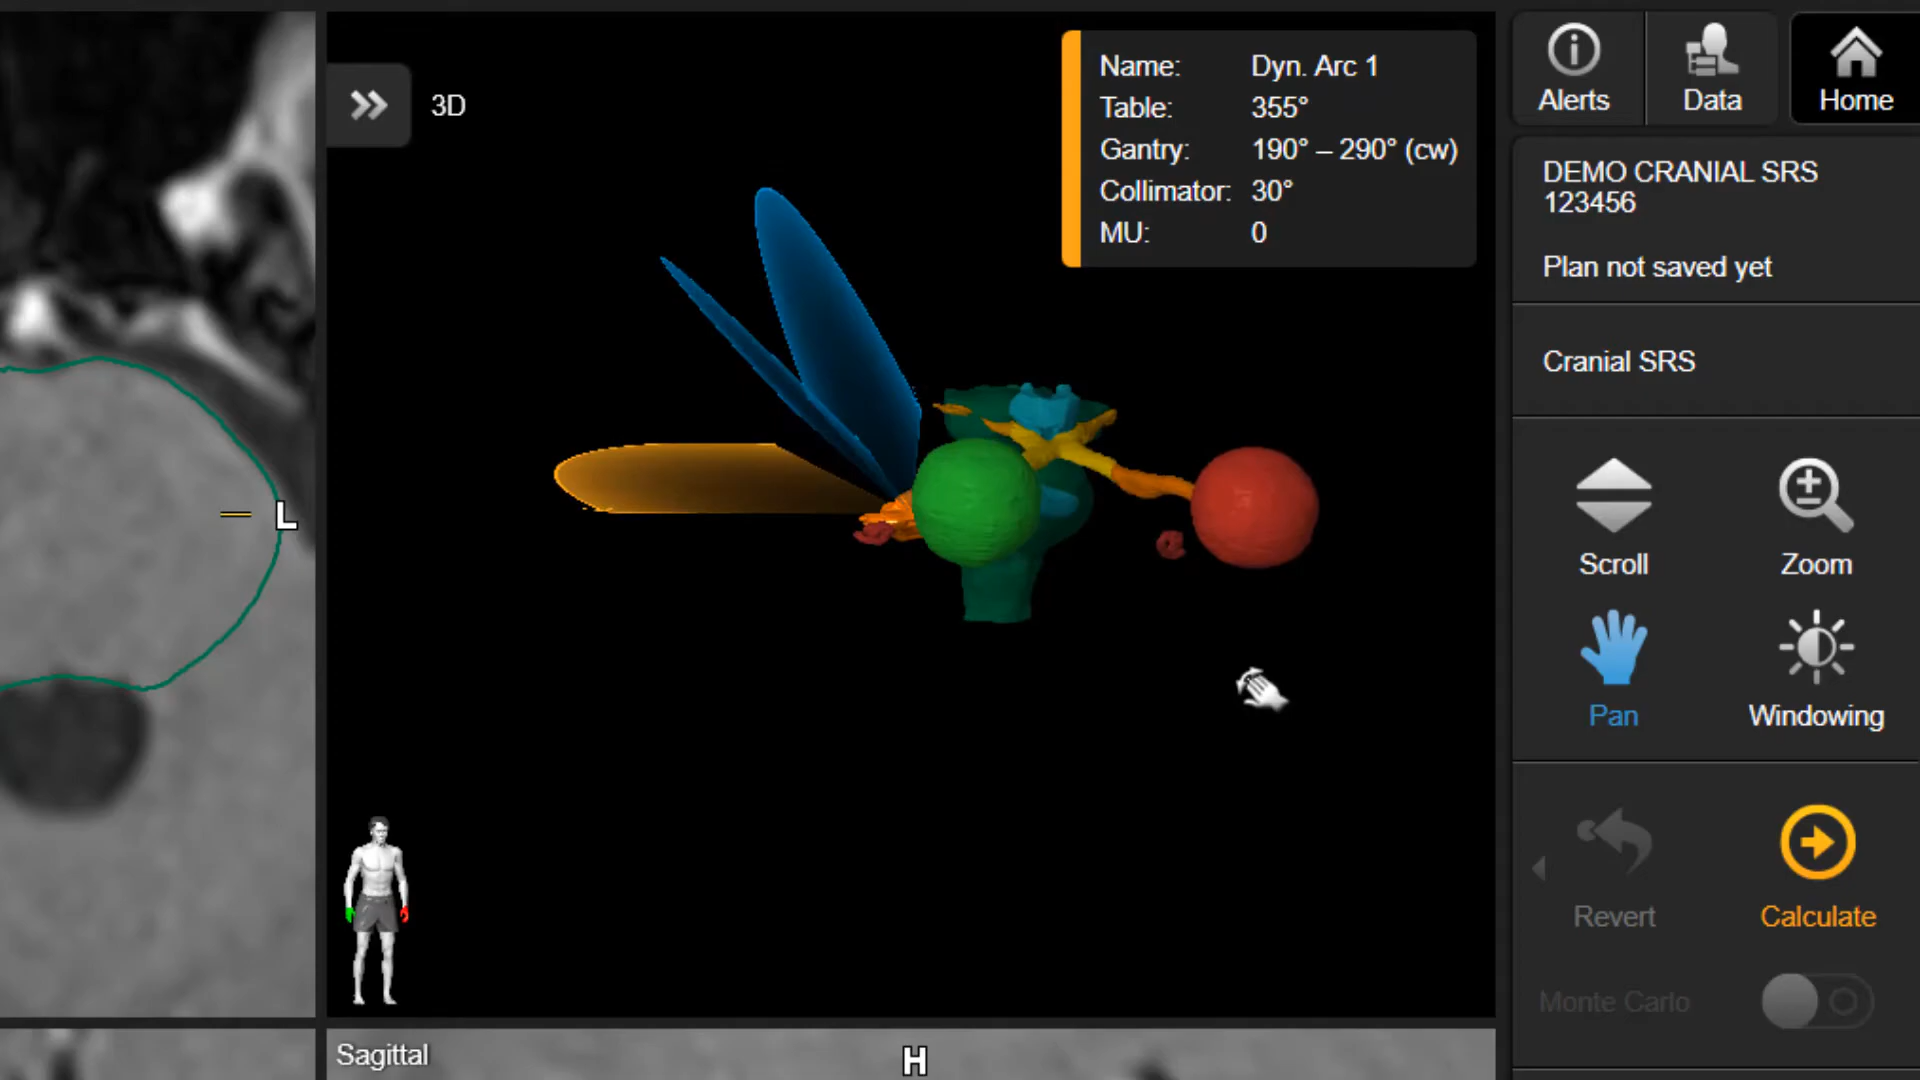 3D
Name: Dyn. Arc 1
Table: 355°
Gantry: 190° – 290° (cw)
Collimator: 30°
MU: 0
L
Sagittal
H
Alerts
Data
Home
DEMO CRANIAL SRS
123456
Plan not saved yet
Cranial SRS
Scroll
Zoom
Pan
Windowing
Revert
Calculate
Monte Carlo